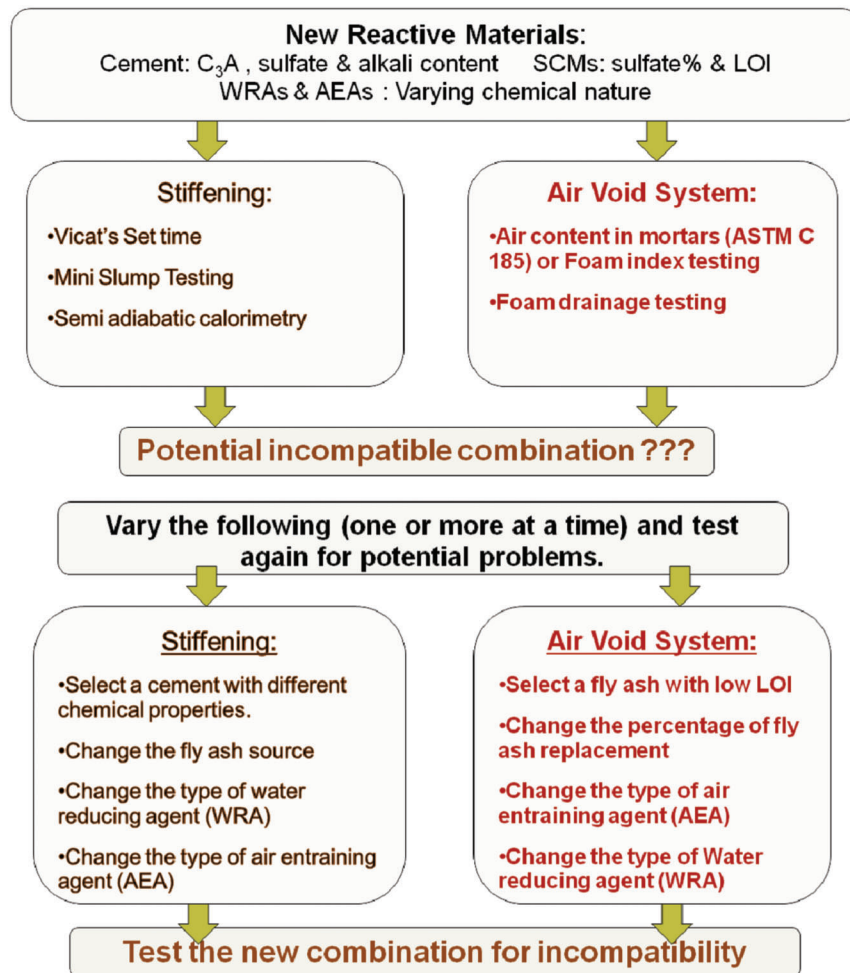 New Reactive Materials:
Cement: C₃A , sulfate & alkali content SCMs: sulfate% & LOI
WRAs & AEAs : Varying chemical nature
Stiffening:
•Vicat's Set time
•Mini Slump Testing
•Semi adiabatic calorimetry
Air Void System:
•Air content in mortars (ASTM C
185) or Foam index testing
•Foam drainage testing
Potential incompatible combination ???
Vary the following (one or more at a time) and test
again for potential problems.
Stiffening:
•Select a cement with different
chemical properties.
•Change the fly ash source
•Change the type of water
reducing agent (WRA)
•Change the type of air entraining
agent (AEA)
Air Void System:
•Select a fly ash with low LOI
•Change the percentage of fly
ash replacement
•Change the type of air
entraining agent (AEA)
•Change the type of Water
reducing agent (WRA)
Test the new combination for incompatibility